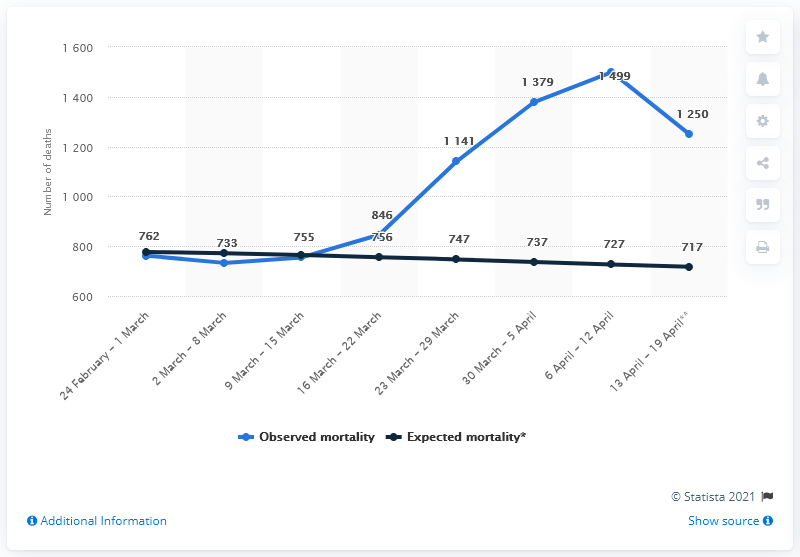 1 600
1 400
1 200
1 000
800
600
Number of deaths
762
733
755
846
756
1 141
747
1 379
737
1 499
727
1 250
717
24 February – 1 March
2 March – 8 March
9 March – 15 March
16 March – 22 March
23 March – 29 March
30 March – 5 April
6 April – 12 April
13 April – 19 April**
Observed mortality
Expected mortality*
© Statista 2021
Additional Information
Show source